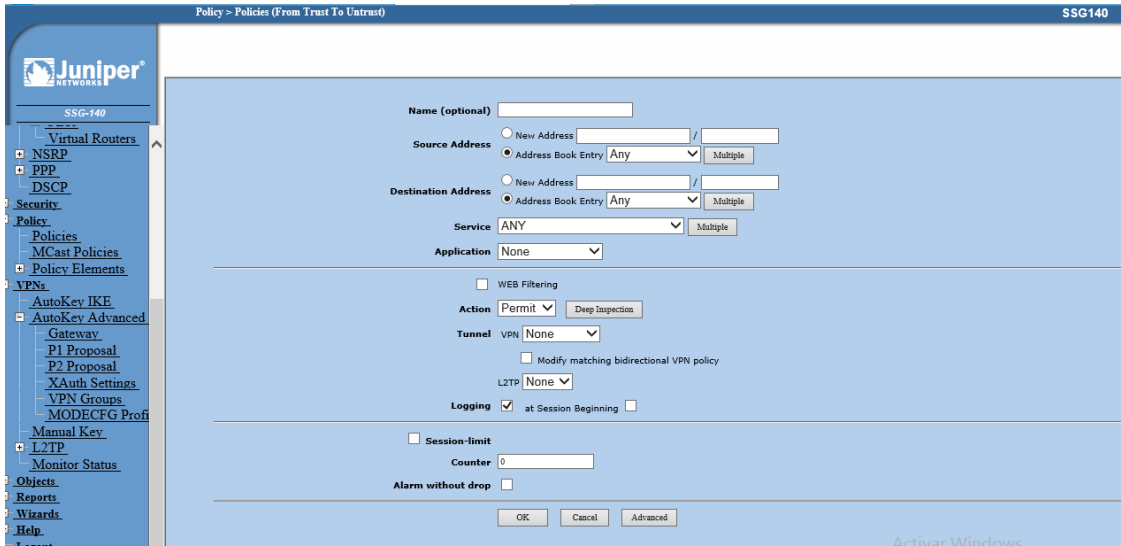 Policy > Policies (From Trust To Untrust)
SSG140
Juniper®
NETWORKS
SSG-140
Virtual Routers
NSRP
PPP
DSCP
Security
Policy
Policies
MCast Policies
Policy Elements
VPNs
AutoKey IKE
AutoKey Advanced
Gateway
P1 Proposal
P2 Proposal
XAuth Settings
VPN Groups
MODECFG Profi
Manual Key
L2TP
Monitor Status
Objects
Reports
Wizards
Help
Name (optional)
Source Address
New Address /
Address Book Entry Any Multiple
Destination Address
New Address /
Address Book Entry Any Multiple
Service ANY Multiple
Application None
WEB Filtering
Action Permit Deep Inspection
Tunnel VPN None
Modify matching bidirectional VPN policy
L2TP None
Logging at Session Beginning
Session-limit
Counter 0
Alarm without drop
OK Cancel Advanced
Activar Windows